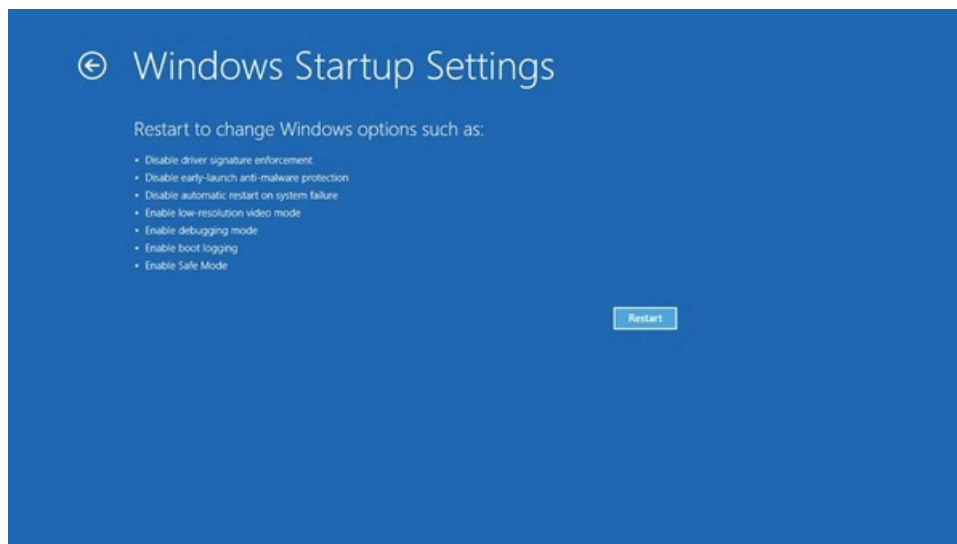 Windows Startup Settings
Restart to change Windows options such as:
• Disable driver signature enforcement
• Disable early-launch anti-malware protection
• Disable automatic restart on system failure
• Enable low-resolution video mode
• Enable debugging mode
• Enable boot logging
• Enable Safe Mode
Restart